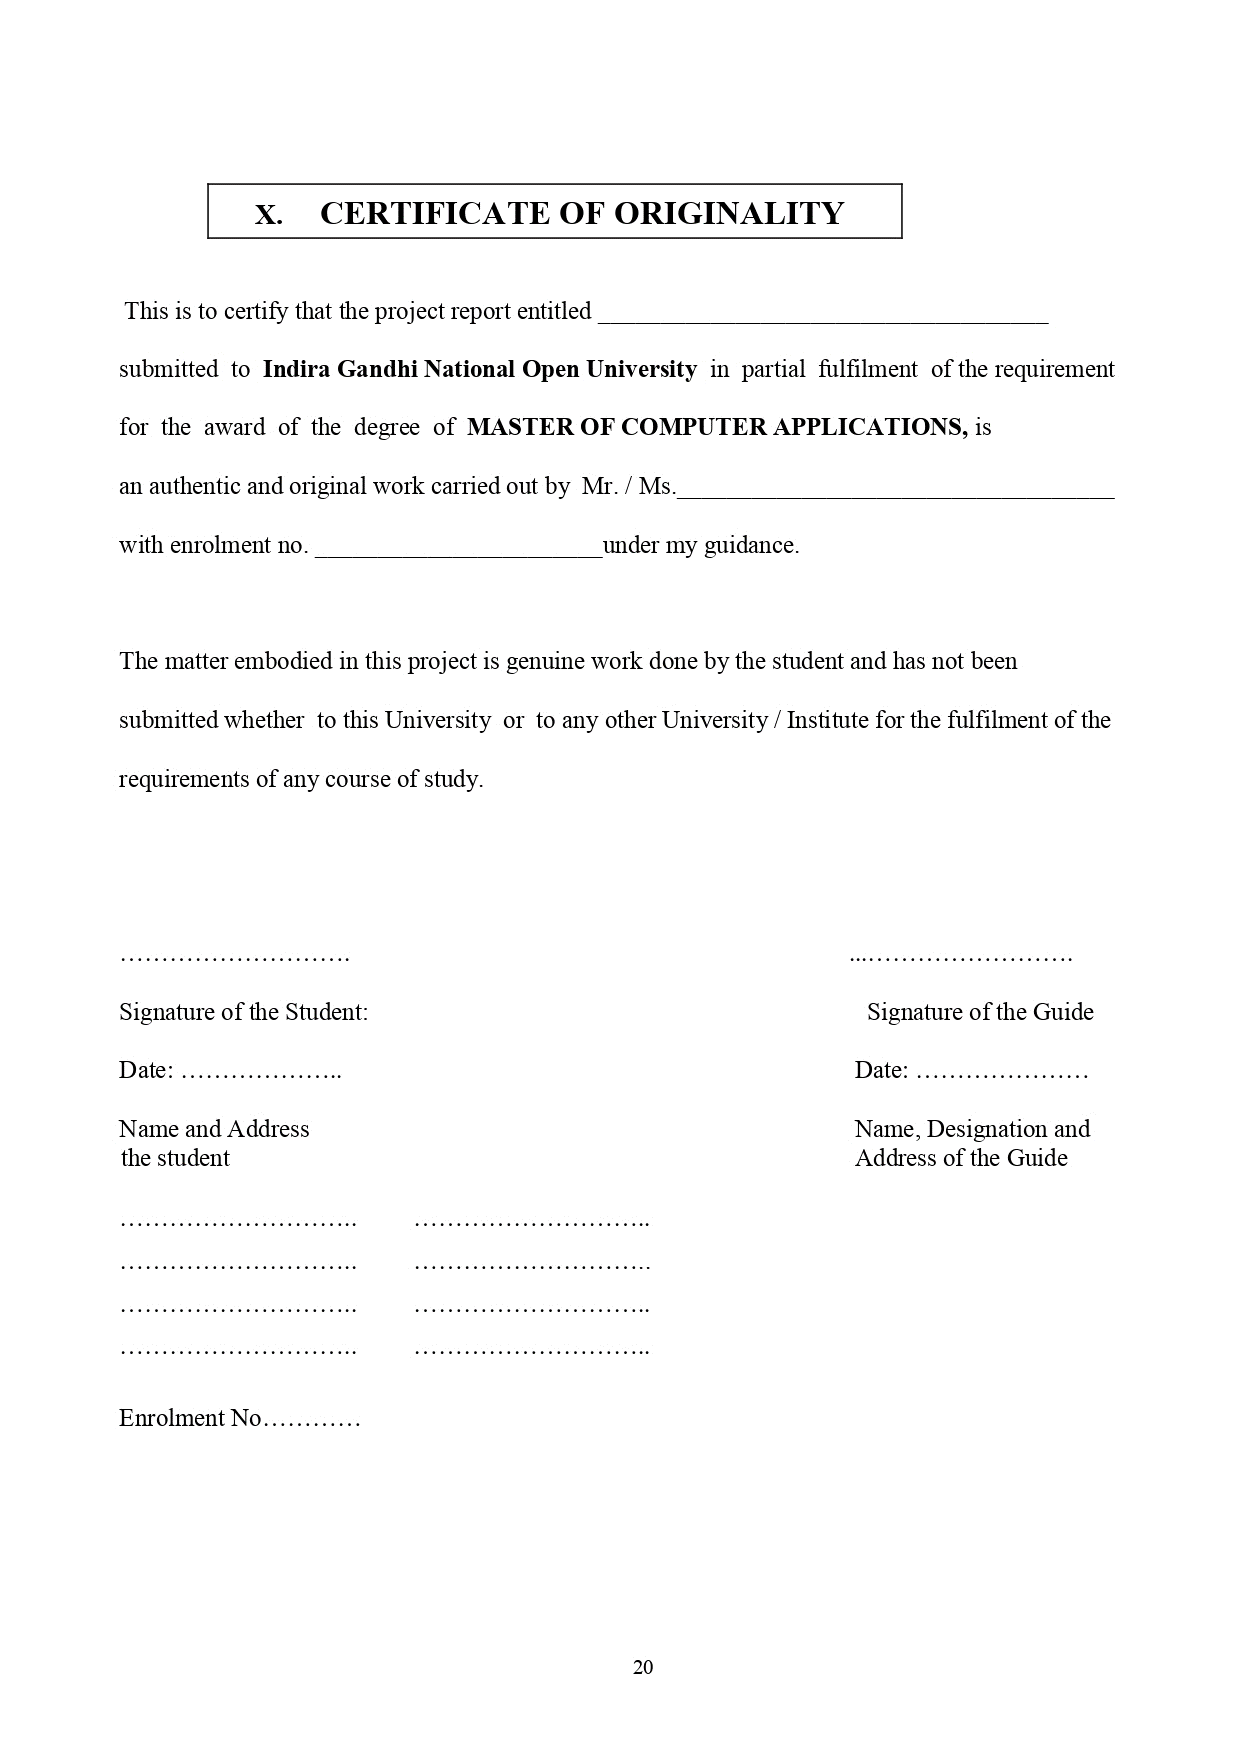 X. CERTIFICATE OF ORIGINALITY
This is to certify that the project report entitled ____________________________________
submitted to Indira Gandhi National Open University in partial fulfilment of the requirement
for the award of the degree of MASTER OF COMPUTER APPLICATIONS, is
an authentic and original work carried out by Mr. / Ms.___________________________________
with enrolment no. _______________________under my guidance.
The matter embodied in this project is genuine work done by the student and has not been
submitted whether to this University or to any other University / Institute for the fulfilment of the
requirements of any course of study.
………………………. ...…………………….
Signature of the Student: Signature of the Guide
Date: ……………….. Date: …………………
Name and Address Name, Designation and
the student Address of the Guide
……………………….. ………………………..
……………………….. ………………………..
……………………….. ………………………..
……………………….. ………………………..
Enrolment No…………
20